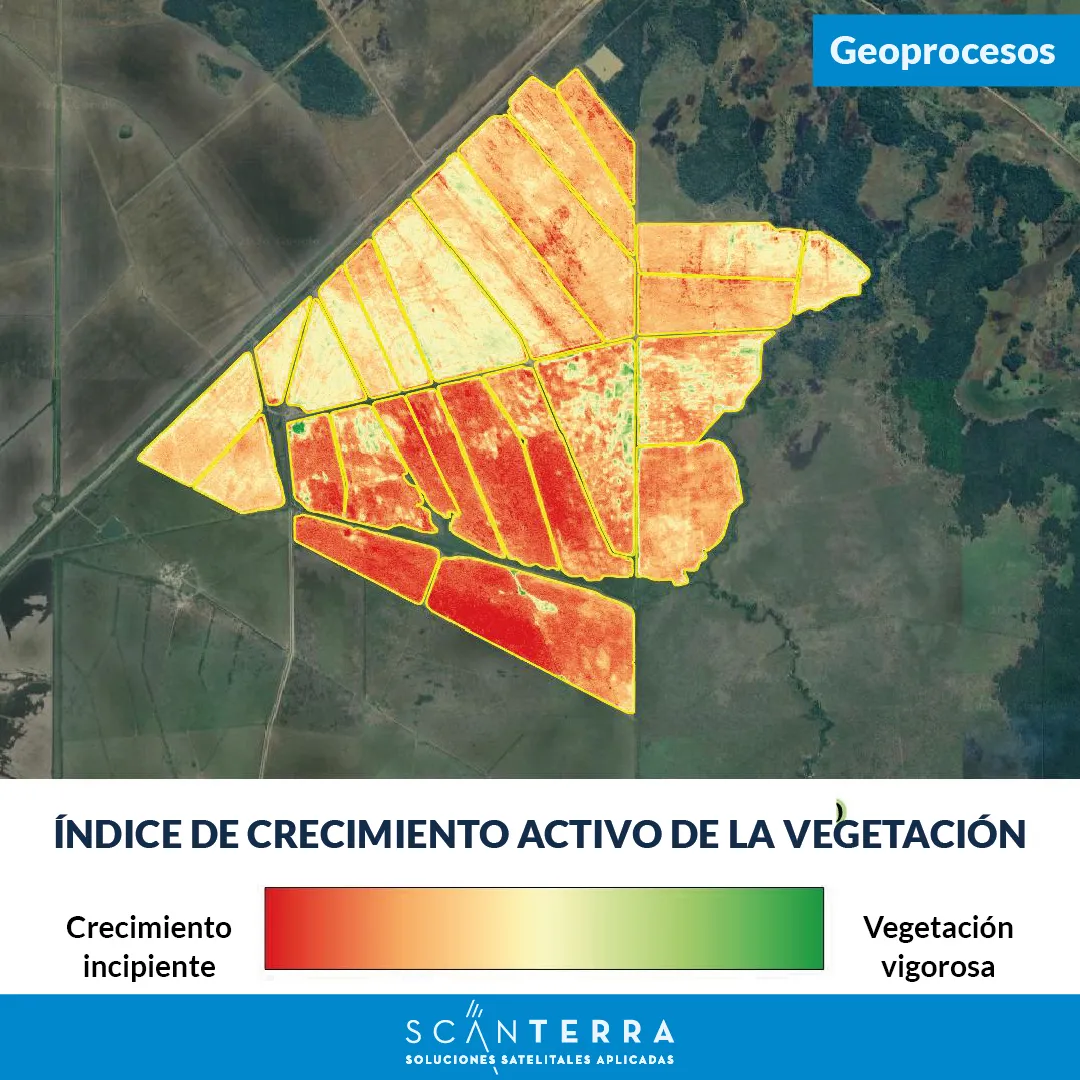 Geoprocesos
ÍNDICE DE CRECIMIENTO ACTIVO DE LA VEGETACIÓN
Crecimiento
incipiente
Vegetación
vigorosa
SCANTERRA
SOLUCIONES SATELITALES APLICADAS